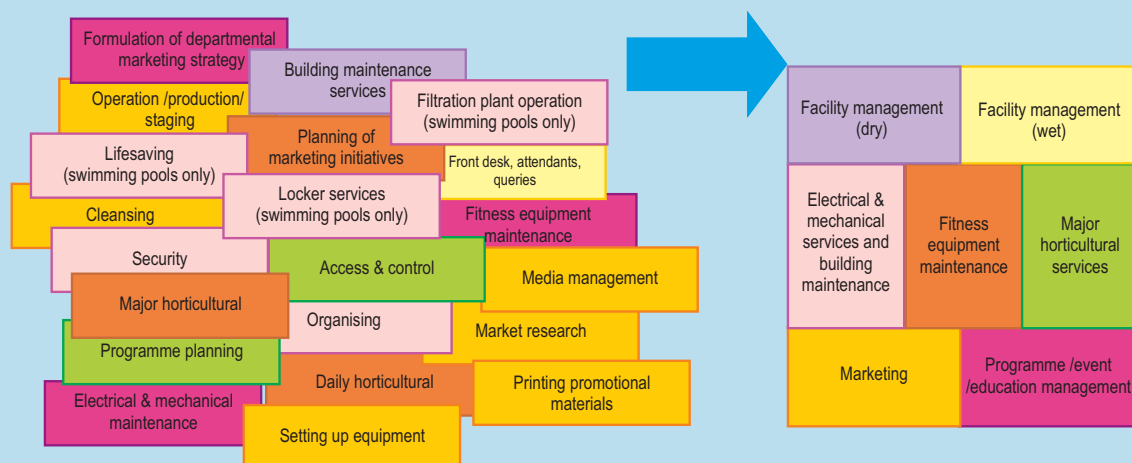 Formulation of departmental
marketing strategy
Building maintenance
services
Operation /production/
staging
Filtration plant operation
(swimming pools only)
Planning of
marketing initiatives
Lifesaving
(swimming pools only)
Front desk, attendants,
queries
Locker services
(swimming pools only)
Cleansing
Fitness equipment
maintenance
Security
Access & control
Media management
Major horticultural
Organising
Market research
Programme planning
Daily horticultural
Printing promotional
materials
Electrical & mechanical
maintenance
Setting up equipment
Facility management
(dry)
Facility management
(wet)
Electrical &
mechanical
services and
building
maintenance
Fitness
equipment
maintenance
Major
horticultural
services
Marketing
Programme /event
/education management